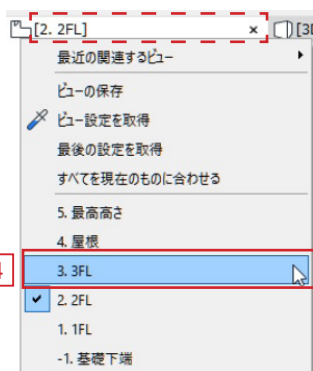 [2. 2FL] × [3D
最近の関連するビュー
ビューの保存
ビュー設定を取得
最後の設定を取得
すべてを現在のものに合わせる
5. 最高高さ
4. 屋根
4
3. 3FL
2. 2FL
1. 1FL
-1. 基礎下端